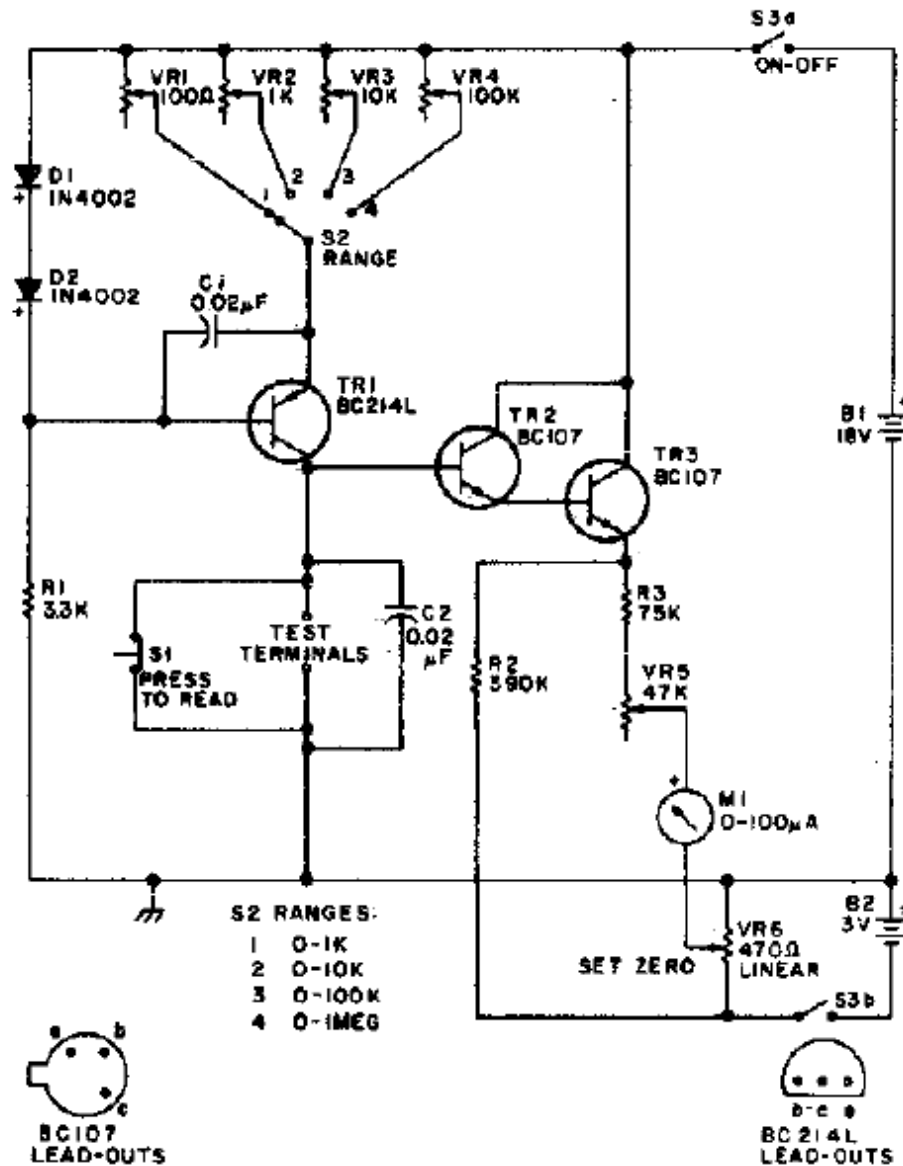 S3a
ON-OFF
VR1
100Ω
VR2
1K
VR3
10K
VR4
100K
D1
1N4002
+
1
2
3
4
S2
RANGE
D2
1N4002
+
C1
0.02µF
TR1
BC214L
TR2
BC107
TR3
BC107
B1
18V
+
R1
3.3K
S1
PRESS
TO READ
TEST
TERMINALS
C2
0.02
µF
R2
390K
R3
75K
VR5
47K
+
M1
0-100µA
S2 RANGES:
1 0-1K
2 0-10K
3 0-100K
4 0-1MEG
SET ZERO
VR6
470Ω
LINEAR
B2
3V
+
S3b
e b
c
BC107
LEAD-OUTS
b-c e
BC214L
LEAD-OUTS